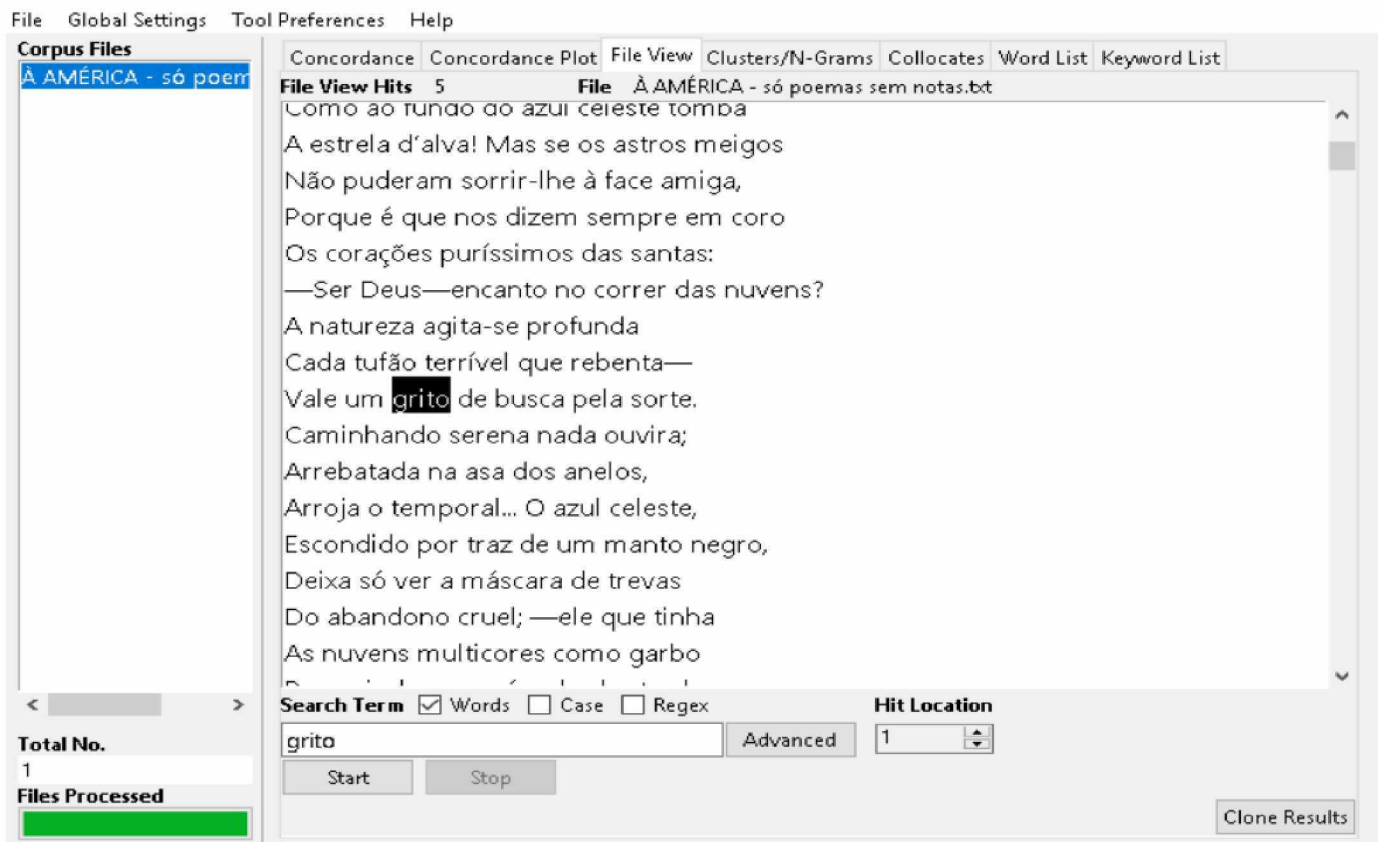 File Global Settings Tool Preferences Help
Corpus Files
À AMÉRICA - só poem
Total No.
1
Files Processed
Concordance Concordance Plot File View Clusters/N-Grams Collocates Word List Keyword List
File View Hits 5 File À AMÉRICA - só poemas sem notas.txt
Como ao fundo do azul celeste tomba
A estrela d’alva! Mas se os astros meigos
Não puderam sorrir-lhe à face amiga,
Porque é que nos dizem sempre em coro
Os corações puríssimos das santas:
—Ser Deus—encanto no correr das nuvens?
A natureza agita-se profunda
Cada tufão terrível que rebenta—
Vale um grito de busca pela sorte.
Caminhando serena nada ouvira;
Arrebatada na asa dos anelos,
Arroja o temporal... O azul celeste,
Escondido por traz de um manto negro,
Deixa só ver a máscara de trevas
Do abandono cruel; —ele que tinha
As nuvens multicores como garbo
Search Term Words Case Regex Hit Location
grito Advanced 1
Start Stop
Clone Results